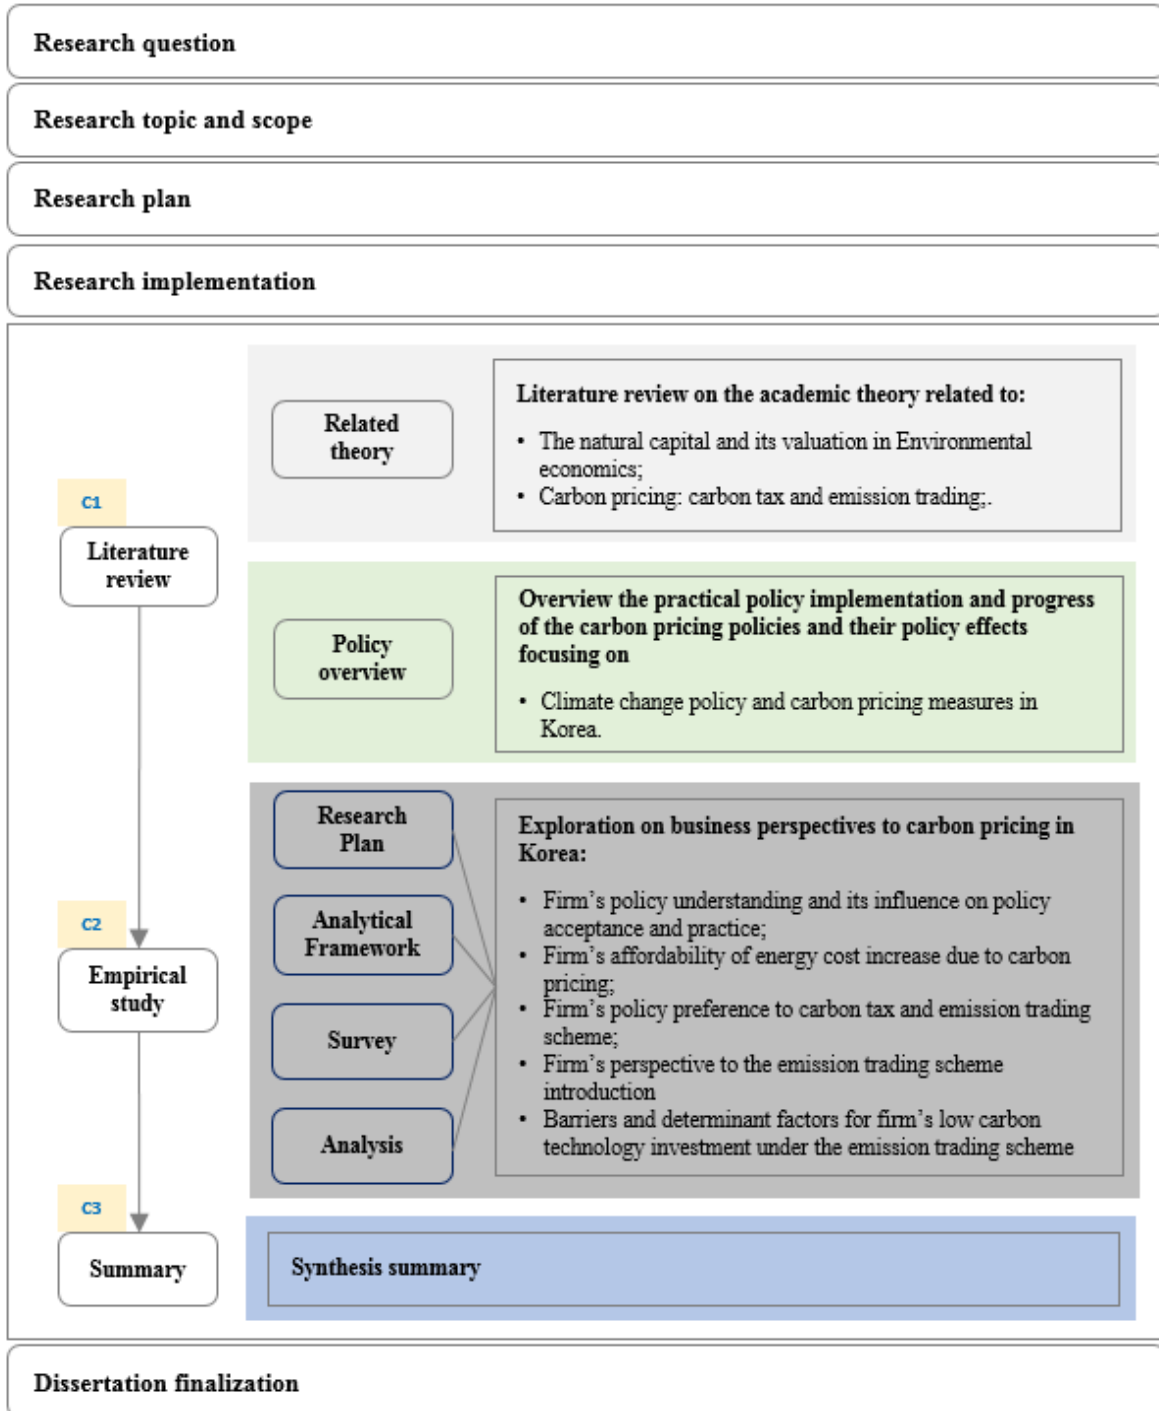 Research question
Research topic and scope
Research plan
Research implementation
Related
theory
Literature review on the academic theory related to:
• The natural capital and its valuation in Environmental
economics;
• Carbon pricing: carbon tax and emission trading;.
C1
Literature
review
Policy
overview
Overview the practical policy implementation and progress
of the carbon pricing policies and their policy effects
focusing on
• Climate change policy and carbon pricing measures in
Korea.
C2
Empirical
study
Research
Plan
Analytical
Framework
Survey
Analysis
Exploration on business perspectives to carbon pricing in
Korea:
• Firm's policy understanding and its influence on policy
acceptance and practice;
• Firm's affordability of energy cost increase due to carbon
pricing;
• Firm's policy preference to carbon tax and emission trading
scheme;
• Firm's perspective to the emission trading scheme
introduction
• Barriers and determinant factors for firm's low carbon
technology investment under the emission trading scheme
C3
Summary
Synthesis summary
Dissertation finalization